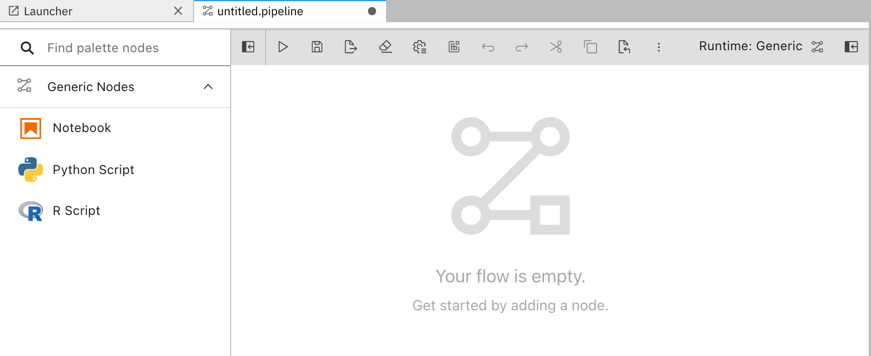 Launcher
untitled.pipeline
Find palette nodes
Runtime: Generic
Generic Nodes
Notebook
Python Script
R Script
Your flow is empty.
Get started by adding a node.